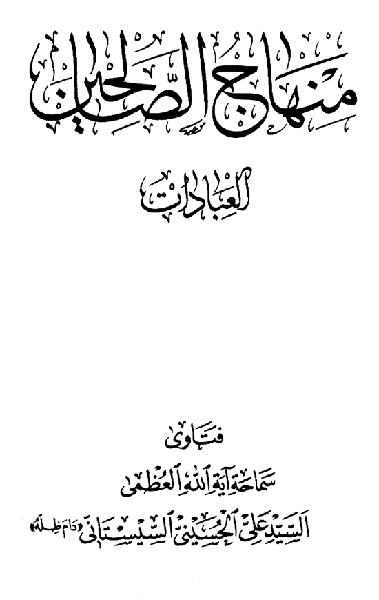 منهاج الصالحين
العبادات
فتاوى
سماحة آية الله العظمى
السيد علي الحسيني السيستاني «دام ظله»